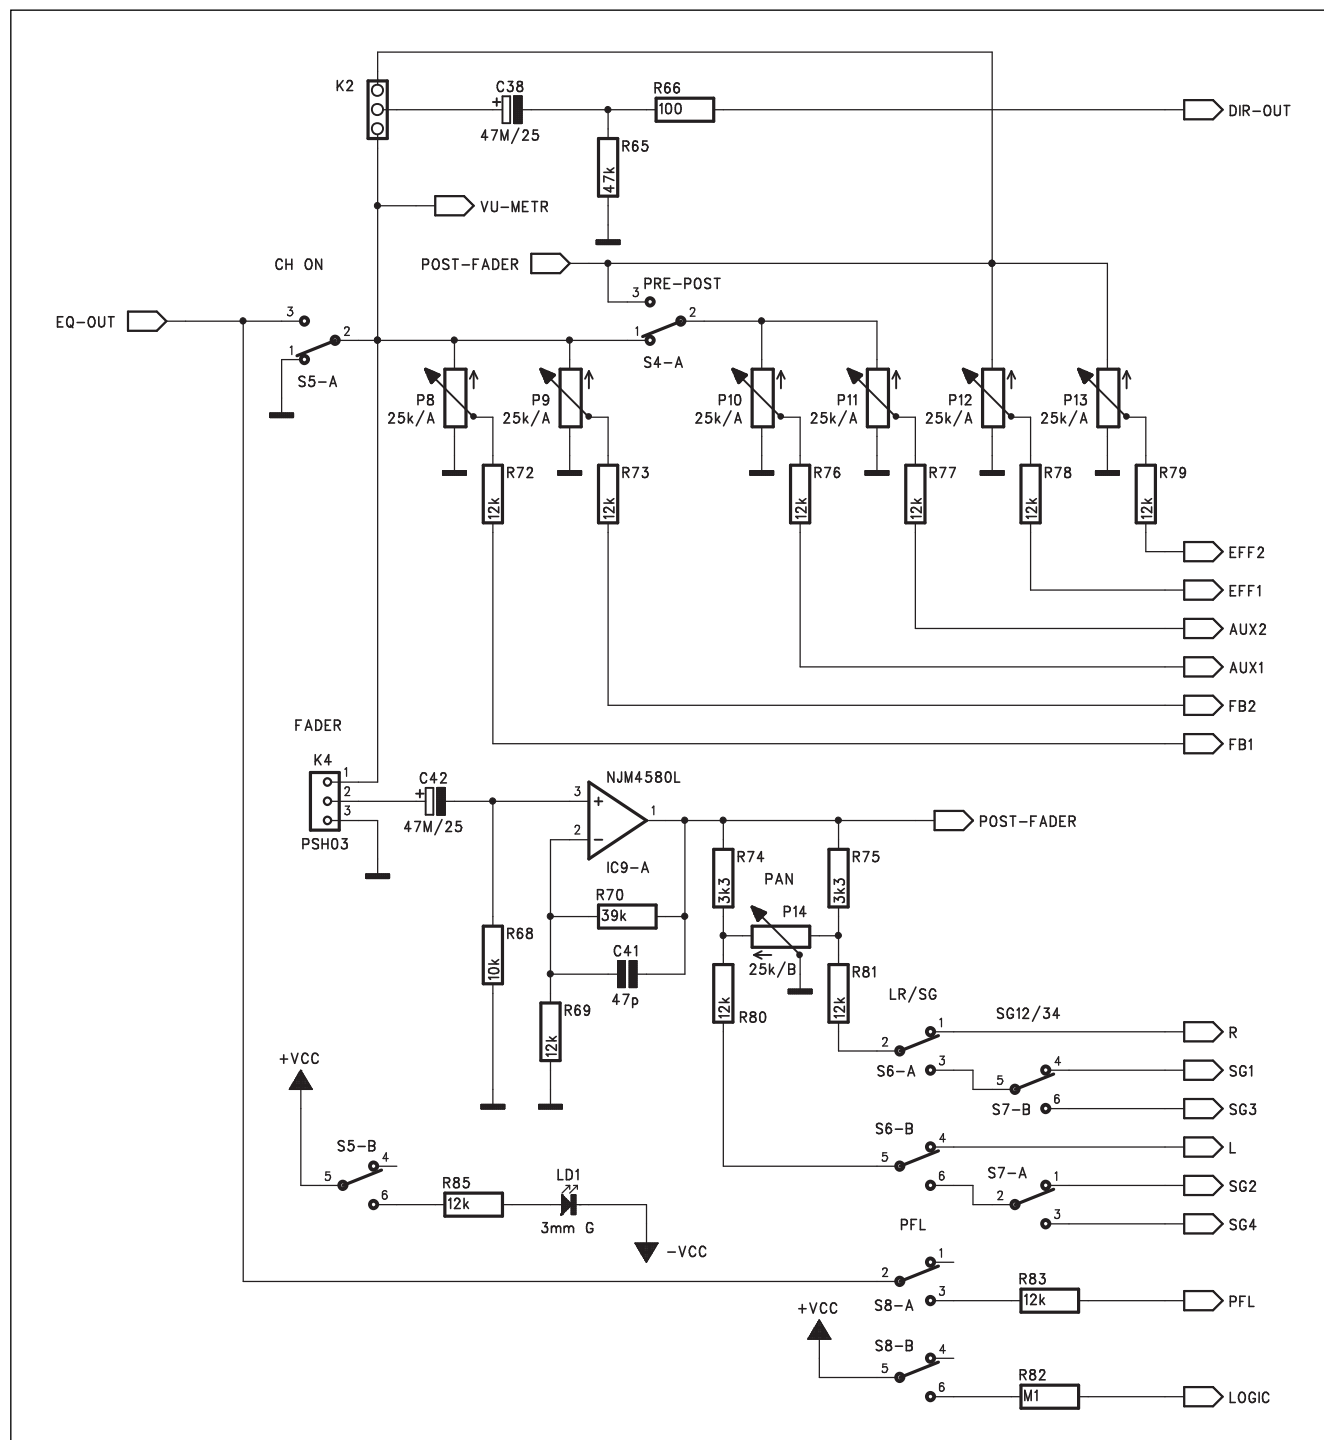 K2
C38
+
47M/25
R66
100
DIR-OUT
R65
47k
VU-METR
CH ON
POST-FADER
PRE-POST
3
EQ-OUT
3
2
1
S5-A
2
1
S4-A
P8
25k/A
P9
25k/A
P10
25k/A
P11
25k/A
P12
25k/A
P13
25k/A
R72
12k
R73
12k
R76
12k
R77
12k
R78
12k
R79
12k
EFF2
EFF1
AUX2
AUX1
FB2
FB1
FADER
K4
1
2
3
PSH03
C42
+
47M/25
NJM4580L
3
+
2
−
1
IC9-A
POST-FADER
R74
3k3
R75
3k3
PAN
P14
25k/B
R70
39k
C41
47p
R68
10k
R69
12k
R80
12k
R81
12k
LR/SG
SG12/34
1
2
3
S6-A
4
5
6
S7-B
R
SG1
SG3
S6-B
4
5
6
S7-A
1
2
3
L
SG2
SG4
+VCC
S5-B
4
5
6
R85
12k
LD1
3mm G
-VCC
PFL
1
2
3
S8-A
R83
12k
PFL
+VCC
S8-B
4
5
6
R82
M1
LOGIC